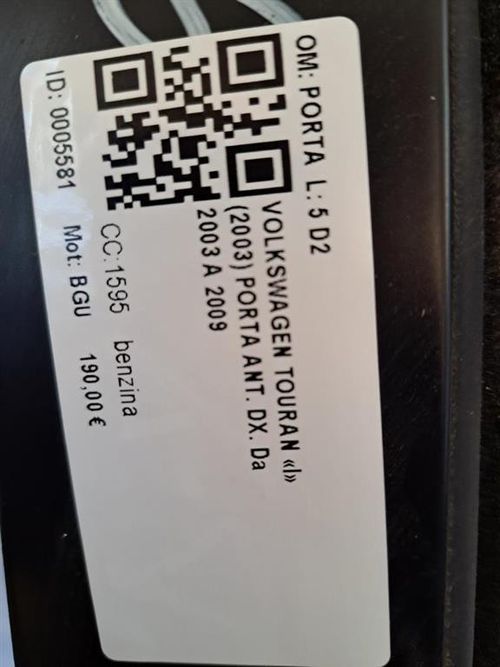 OM: PORTA L: 5 D2
VOLKSWAGEN TOURAN «I»
(2003) PORTA ANT. DX. Da
2003 A 2009
CC:1595 benzina
ID: 0005581 Mot: BGU 190,00 €